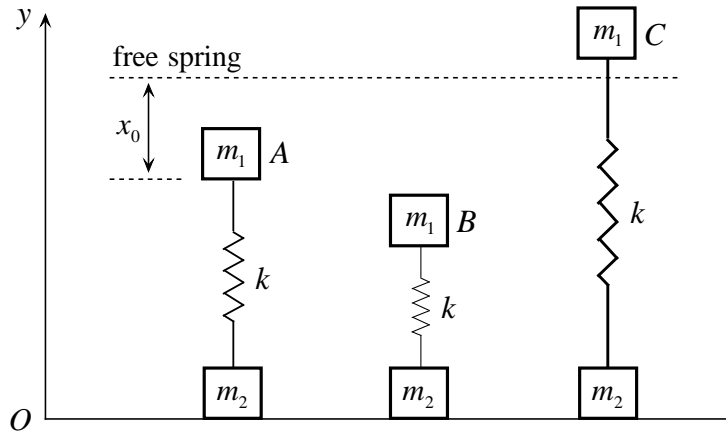 y
m₁ C
free spring
x₀
m₁ A
m₁ B
k
k
k
m₂
m₂
m₂
O